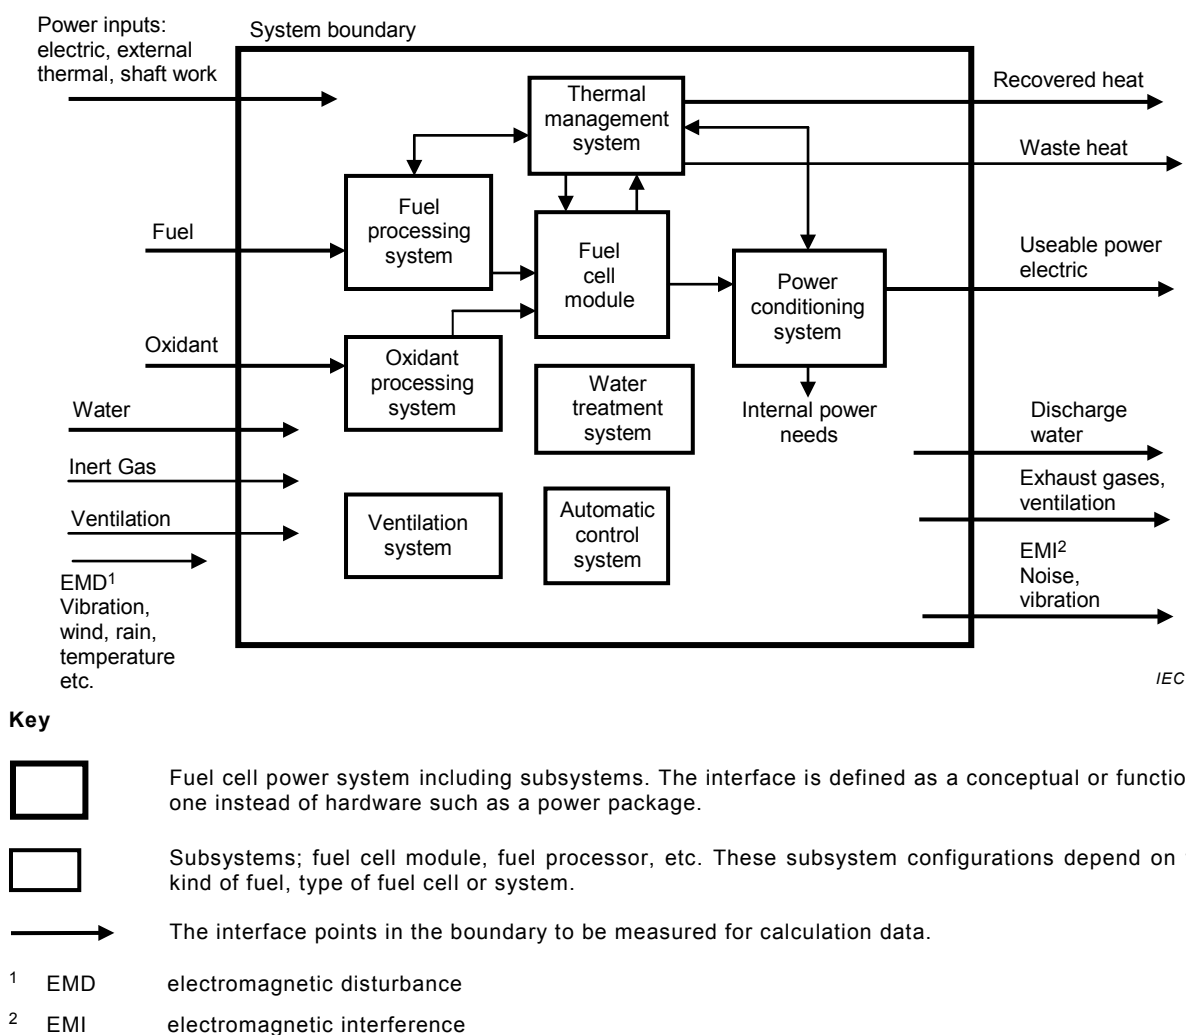 Power inputs:
electric, external
thermal, shaft work
System boundary
Thermal
management
system
Recovered heat
Waste heat
Fuel
processing
system
Fuel
Fuel
cell
module
Useable power
electric
Power
conditioning
system
Oxidant
Oxidant
processing
system
Water
treatment
system
Internal power
needs
Water
Discharge
water
Inert Gas
Exhaust gases,
ventilation
Ventilation
Ventilation
system
Automatic
control
system
EMD1
Vibration,
wind, rain,
temperature
etc.
EMI2
Noise,
vibration
IEC
Key
Fuel cell power system including subsystems. The interface is defined as a conceptual or functio
one instead of hardware such as a power package.
Subsystems; fuel cell module, fuel processor, etc. These subsystem configurations depend on
kind of fuel, type of fuel cell or system.
The interface points in the boundary to be measured for calculation data.
1 EMD electromagnetic disturbance
2 EMI electromagnetic interference